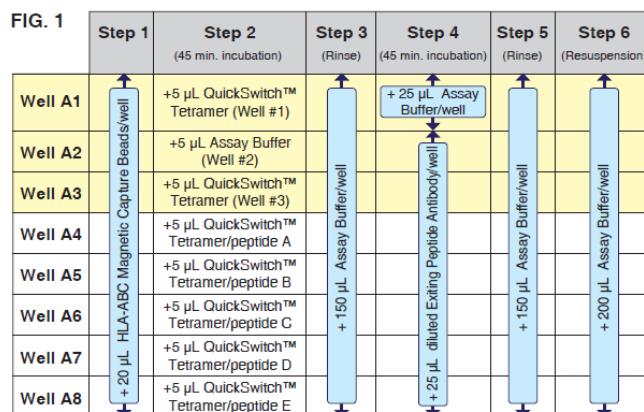 FIG. 1
Step 1
Step 2
(45 min. incubation)
Step 3
(Rinse)
Step 4
(45 min. incubation)
Step 5
(Rinse)
Step 6
(Resuspension)
Well A1
+5 µL QuickSwitch™
Tetramer (Well #1)
+ 25 µL Assay
Buffer/well
Well A2
+5 µL Assay Buffer
(Well #2)
Well A3
+5 µL QuickSwitch™
Tetramer (Well #3)
Well A4
+5 µL QuickSwitch™
Tetramer/peptide A
Well A5
+5 µL QuickSwitch™
Tetramer/peptide B
Well A6
+5 µL QuickSwitch™
Tetramer/peptide C
Well A7
+5 µL QuickSwitch™
Tetramer/peptide D
Well A8
+5 µL QuickSwitch™
Tetramer/peptide E
+ 20 µL HLA-ABC Magnetic Capture Beads/well
+ 150 µL Assay Buffer/well
+ 25 µL diluted Exiting Peptide Antibody/well
+ 150 µL Assay Buffer/well
+ 200 µL Assay Buffer/well